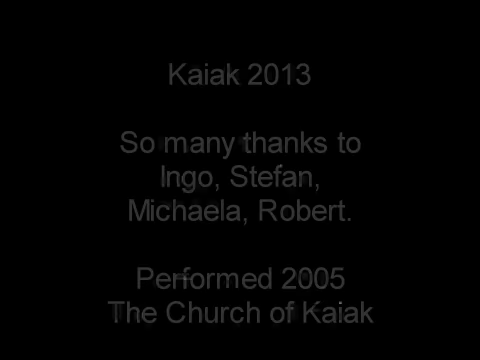 Kaiak 2013
So many thanks to
Ingo, Stefan,
Michaela, Robert.
Performed 2005
The Church of Kaiak